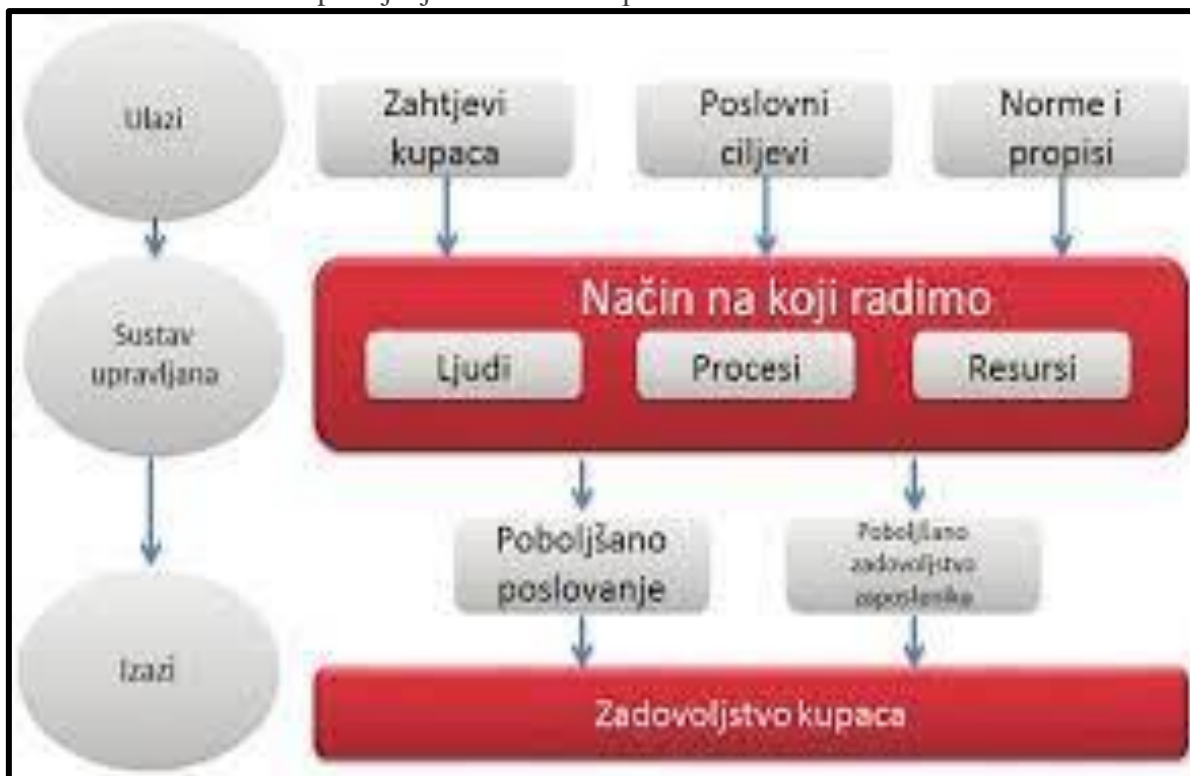 Ulazi
Zahtjevi
kupaca
Poslovni
ciljevi
Norme i
propisi
Sustav
upravljana
Način na koji radimo
Ljudi
Procesi
Resursi
Poboljšano
poslovanje
Poboljšano
zadovoljstvo
zaposlenika
Izazi
Zadovoljstvo kupaca